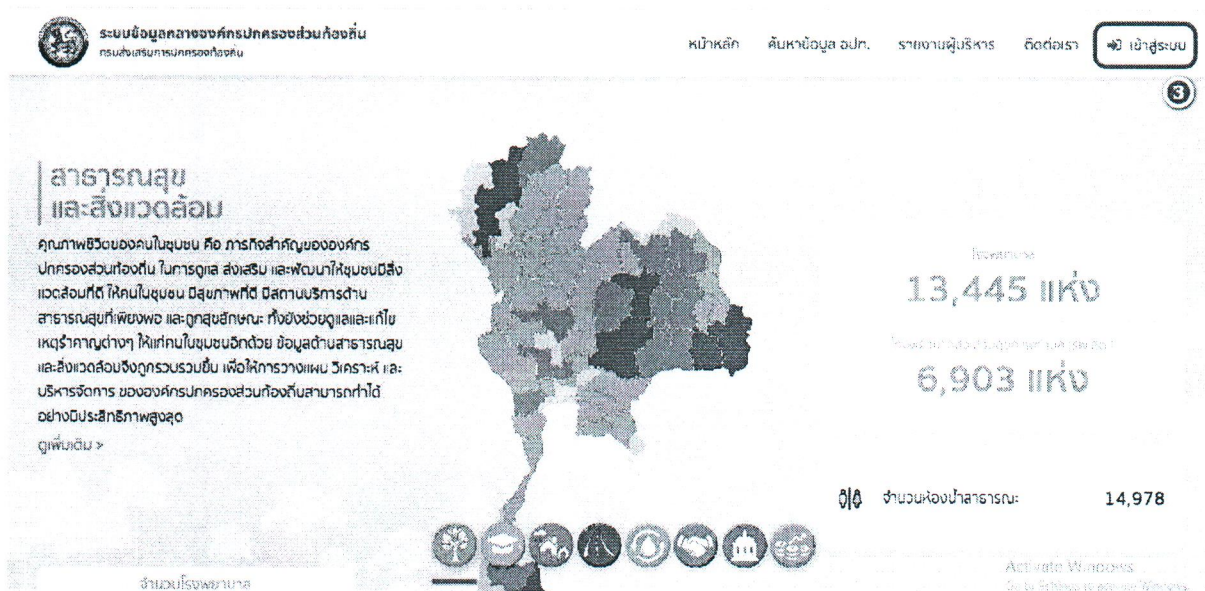 ระบบข้อมูลกลางองค์กรปกครองส่วนท้องถิ่น
กรมส่งเสริมการปกครองท้องถิ่น
หน้าหลัก ค้นหาข้อมูล อปท. รายงานผู้บริหาร ติดต่อเรา เข้าสู่ระบบ
3
สาธารณสุข
และสิ่งแวดล้อม
คุณภาพชีวิตของคนในชุมชน คือ ภารกิจสำคัญขององค์กร
ปกครองส่วนท้องถิ่น ในการดูแล ส่งเสริม และพัฒนาให้ชุมชนมีสิ่ง
แวดล้อมที่ดี ให้คนในชุมชน มีสุขภาพที่ดี มีสถานบริการด้าน
สาธารณสุขที่เพียงพอ และถูกสุขลักษณะ ทั้งยังช่วยดูแลและแก้ไข
เหตุรำคาญต่างๆ ให้แก่คนในชุมชนอีกด้วย ข้อมูลด้านสาธารณสุข
และสิ่งแวดล้อมจึงถูกรวบรวมขึ้น เพื่อให้การวางแผน วิเคราะห์ และ
บริหารจัดการ ขององค์กรปกครองส่วนท้องถิ่นสามารถทำได้
อย่างมีประสิทธิภาพสูงสุด
ดูเพิ่มเติม >
โรงพยาบาล
13,445 แห่ง
6,903 แห่ง
จำนวนห้องน้ำสาธารณะ 14,978
จำนวนโรงพยาบาล
Activate Windows